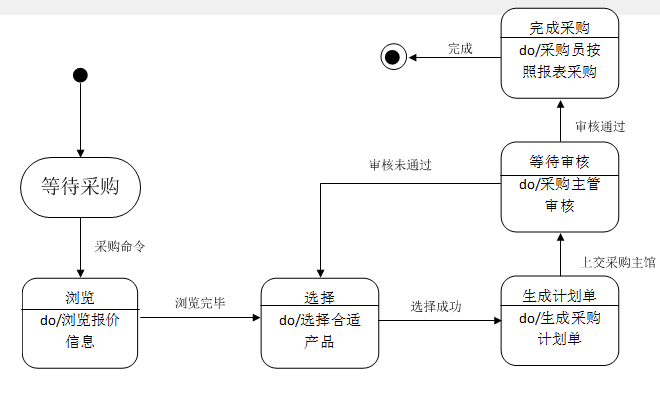 完成采购
do/采购员按
照报表采购
完成
审核通过
等待审核
do/采购主管
审核
审核未通过
等待采购
采购命令
上交采购主馆
浏览
do/浏览报价
信息
浏览完毕
选择
do/选择合适
产品
选择成功
生成计划单
do/生成采购
计划单